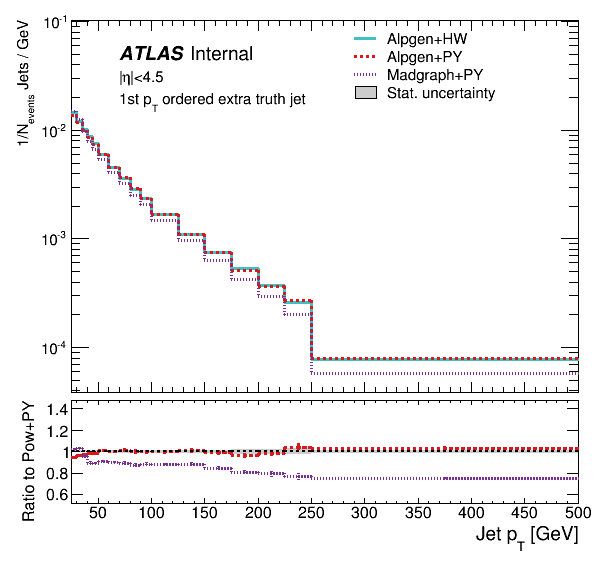 10⁻¹
10⁻²
10⁻³
10⁻⁴
1/N_events Jets / GeV
ATLAS Internal
|η|<4.5
1st p_T ordered extra truth jet
Alpgen+HW
Alpgen+PY
Madgraph+PY
Stat. uncertainty
1.4
1.2
1
0.8
0.6
Ratio to Pow+PY
50 100 150 200 250 300 350 400 450 500
Jet p_T [GeV]